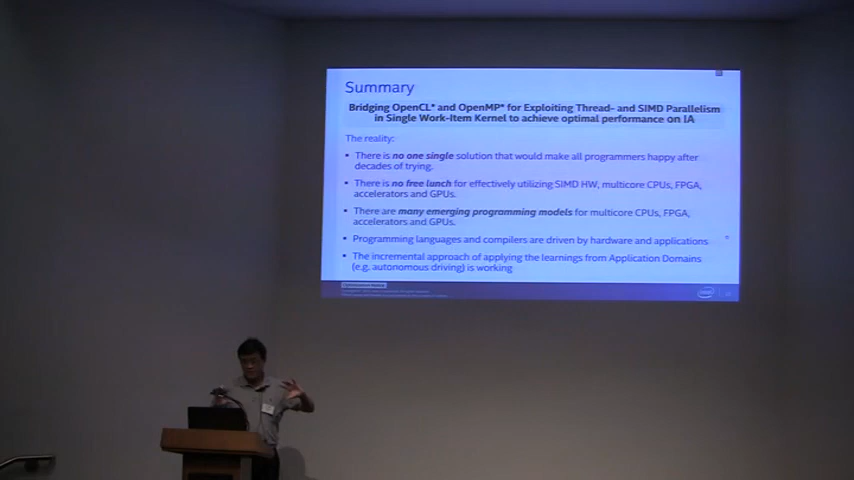 Summary
Bridging OpenCL* and OpenMP* for Exploiting Thread- and SIMD Parallelism
in Single Work-Item Kernel to achieve optimal performance on IA
The reality:
▪ There is no one single solution that would make all programmers happy after
decades of trying.
▪ There is no free lunch for effectively utilizing SIMD HW, multicore CPUs, FPGA,
accelerators and GPUs.
▪ There are many emerging programming models for multicore CPUs, FPGA,
accelerators and GPUs.
▪ Programming languages and compilers are driven by hardware and applications
▪ The incremental approach of applying the learnings from Application Domains
(e.g. autonomous driving) is working
intel